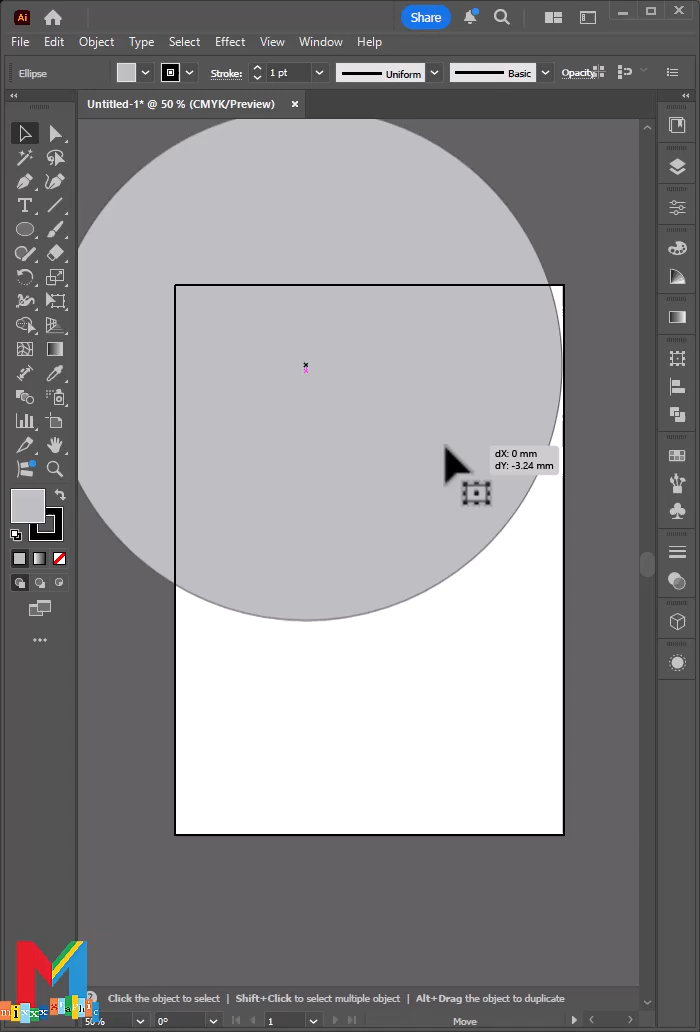 Ai
Share
File Edit Object Type Select Effect View Window Help
Ellipse Stroke: 1 pt Uniform Basic Opacity
Untitled-1* @ 50 % (CMYK/Preview) ×
dX: 0 mm
dY: -3.24 mm
Click the object to select | Shift+Click to select multiple object | Alt+Drag the object to duplicate
50% 0° 1 Move